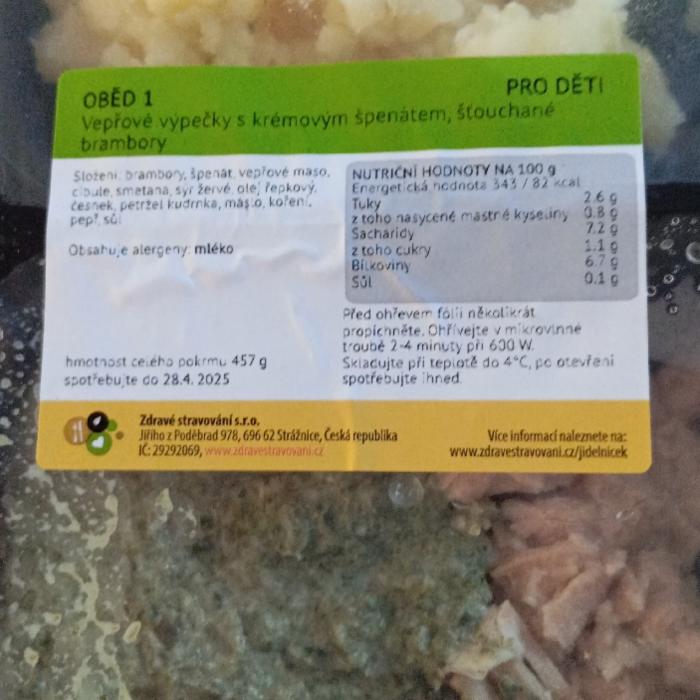 OBĚD 1
PRO DĚTI
Vepřové výpečky s krémovým špenátem, šťouchané
brambory
Složení: brambory, špenát, vepřové maso,
cibule, smetana, sýr žervé, olej řepkový,
česnek, petržel kudrnka, máslo, koření,
pepř, sůl
Obsahuje alergeny: mléko
hmotnost celého pokrmu 457 g
spotřebujte do 28.4. 2025
NUTRIČNÍ HODNOTY NA 100 g
Energetická hodnota 343 / 82 kcal
Tuky 2.6 g
z toho nasycené mastné kyseliny 0.8 g
Sacharidy 7.2 g
z toho cukry 1.1 g
Bílkoviny 6.7 g
Sůl 0.1 g
Před ohřevem fólii několikrát
propíchněte. Ohřívejte v mikrovlnné
troubě 2-4 minuty při 600 W.
Skladujte při teplotě do 4°C, po otevření
spotřebujte ihned.
Zdravé stravování s.r.o.
Jiřího z Poděbrad 978, 696 62 Strážnice, Česká republika
IČ: 29292069, www.zdravestravovani.cz
Více informací naleznete na:
www.zdravestravovani.cz/jidelnicek